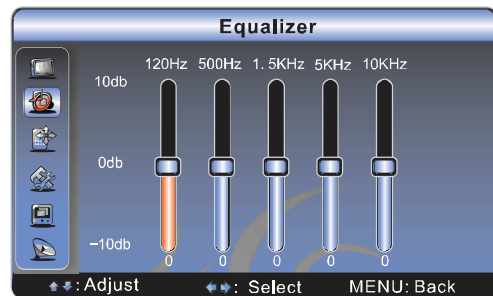 Equalizer
120Hz 500Hz 1. 5KHz 5KHz 10KHz
10db
0db
−10db
0 0 0 0 0
: Adjust : Select MENU: Back